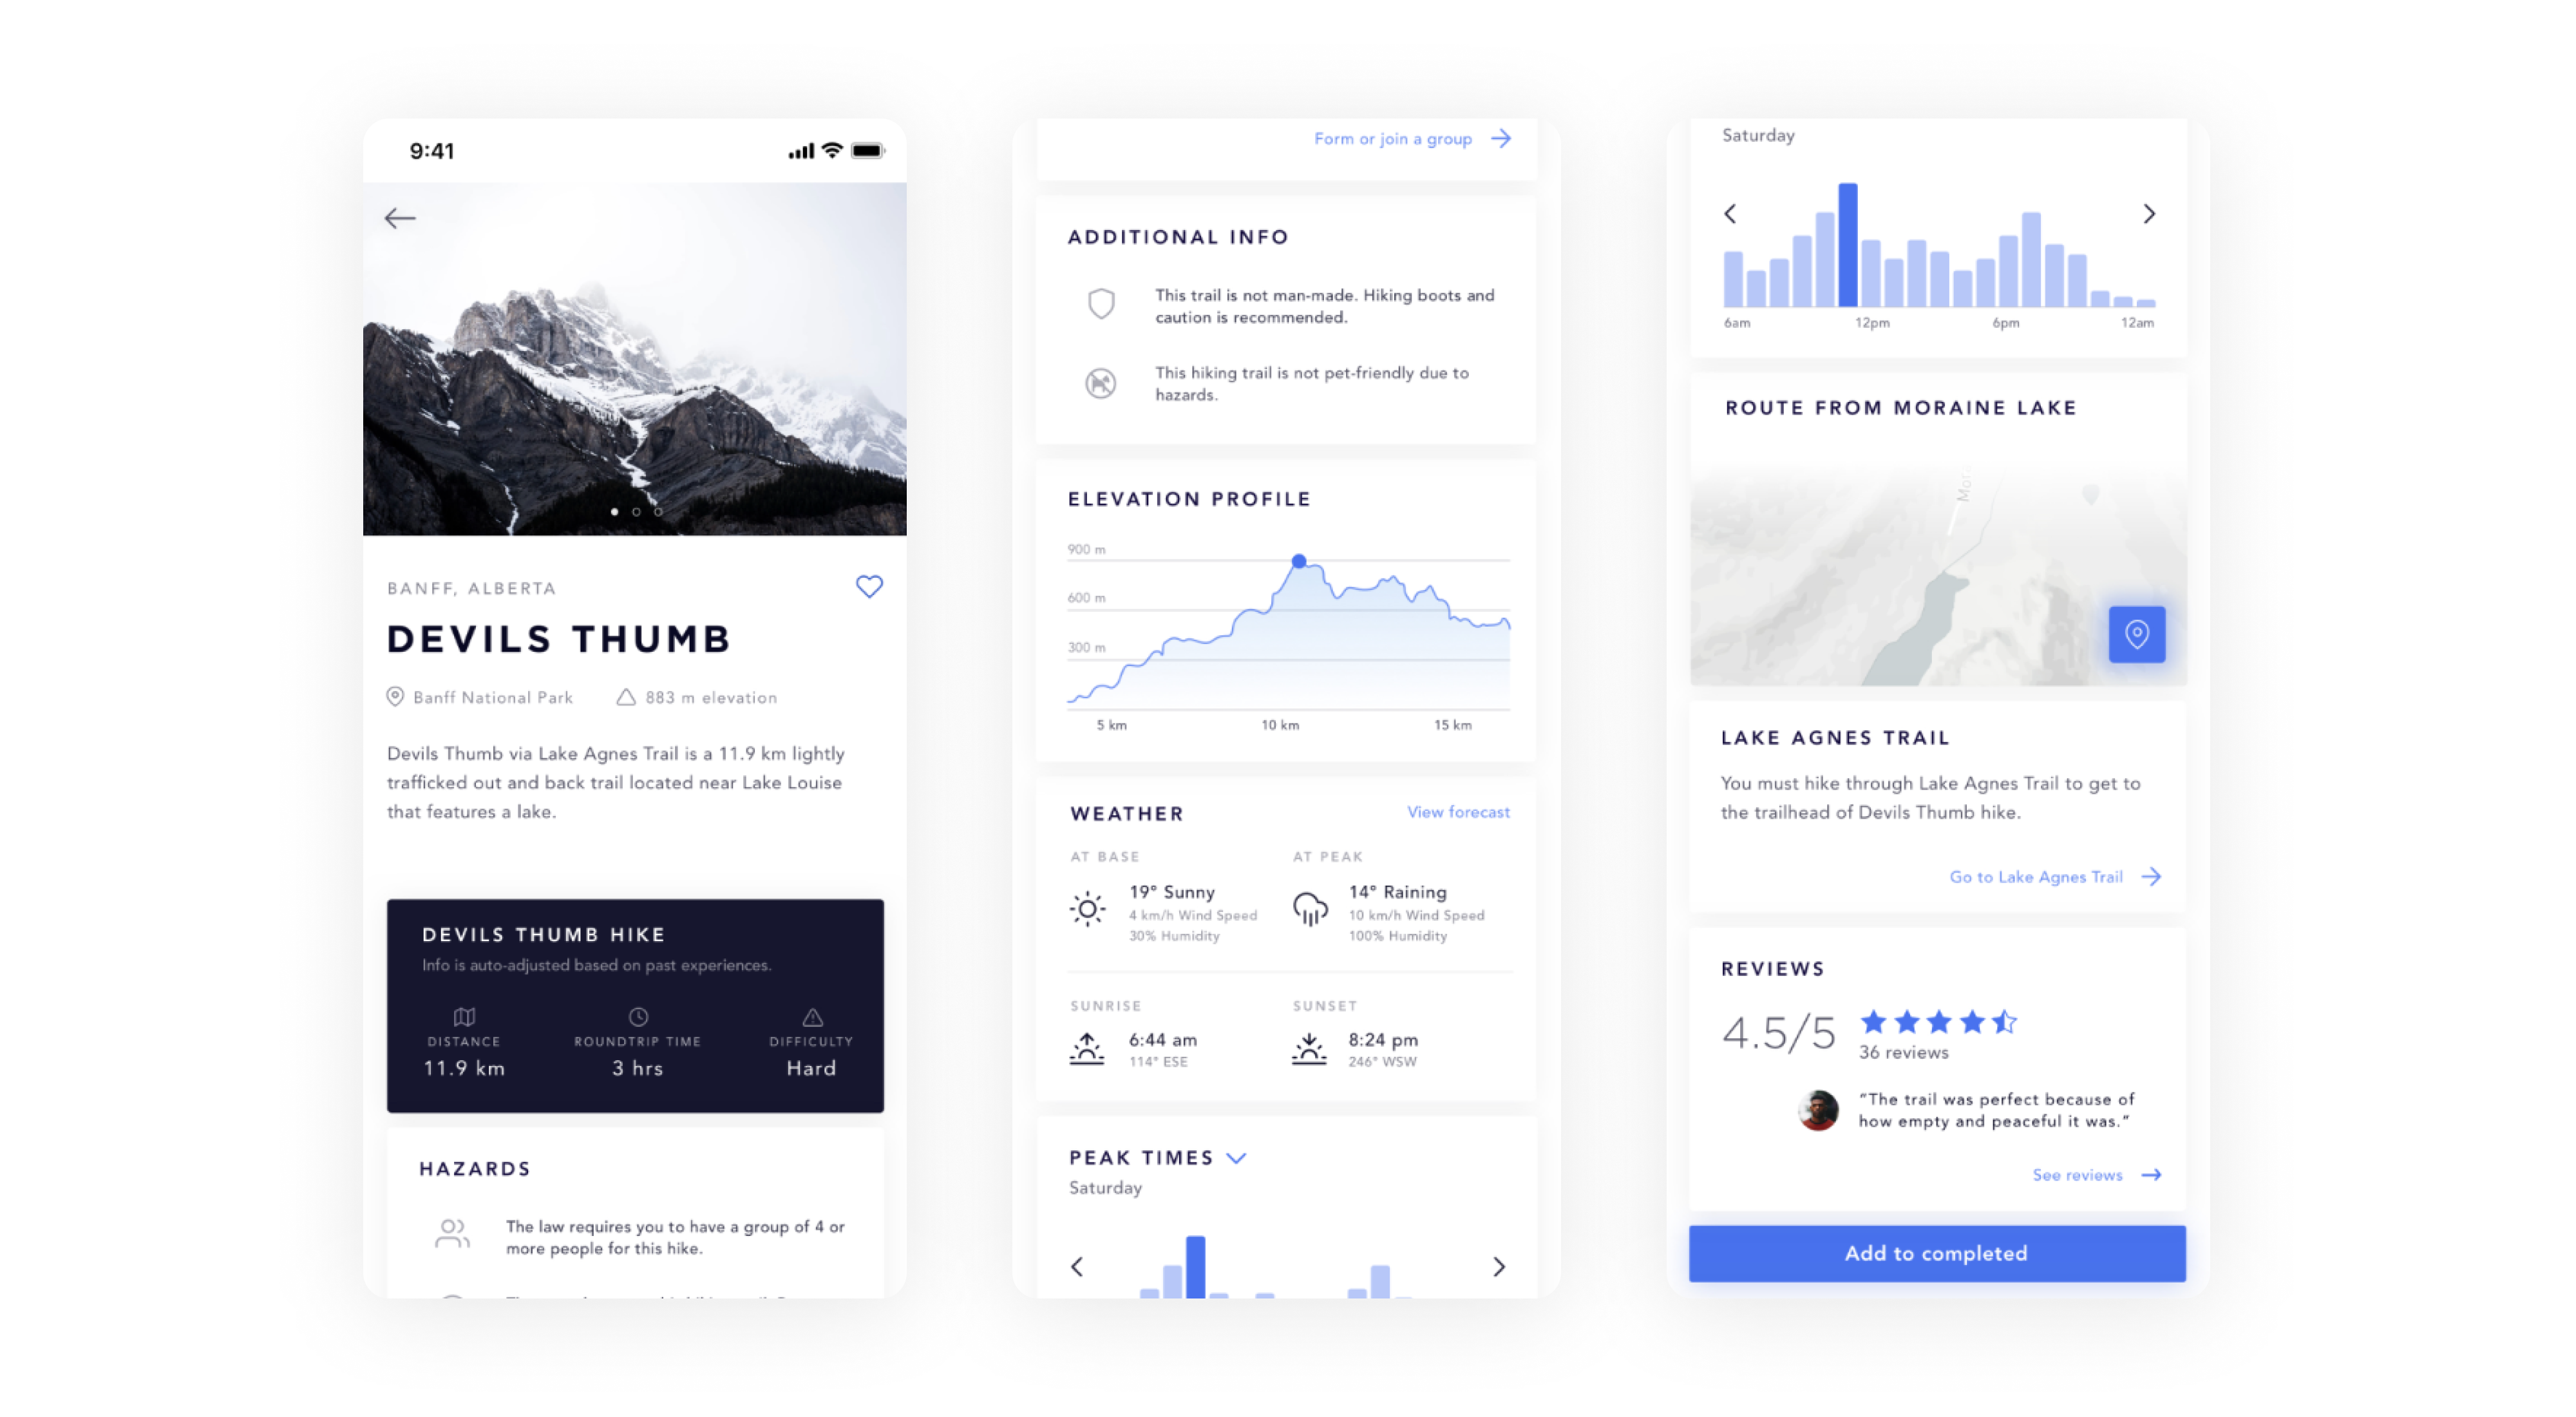 9:41
BANFF, ALBERTA
DEVILS THUMB
Banff National Park
883 m elevation
Devils Thumb via Lake Agnes Trail is a 11.9 km lightly
trafficked out and back trail located near Lake Louise
that features a lake.
DEVILS THUMB HIKE
Info is auto-adjusted based on past experiences.
DISTANCE
11.9 km
ROUNDTRIP TIME
3 hrs
DIFFICULTY
Hard
HAZARDS
The law requires you to have a group of 4 or
more people for this hike.
Form or join a group
ADDITIONAL INFO
This trail is not man-made. Hiking boots and
caution is recommended.
This hiking trail is not pet-friendly due to
hazards.
ELEVATION PROFILE
900 m
600 m
300 m
5 km
10 km
15 km
WEATHER
View forecast
AT BASE
19° Sunny
4 km/h Wind Speed
30% Humidity
AT PEAK
14° Raining
10 km/h Wind Speed
100% Humidity
SUNRISE
6:44 am
114° ESE
SUNSET
8:24 pm
246° WSW
PEAK TIMES
Saturday
Saturday
6am
12pm
6pm
12am
ROUTE FROM MORAINE LAKE
Mor
LAKE AGNES TRAIL
You must hike through Lake Agnes Trail to get to
the trailhead of Devils Thumb hike.
Go to Lake Agnes Trail
REVIEWS
4.5/5
36 reviews
"The trail was perfect because of
how empty and peaceful it was."
See reviews
Add to completed